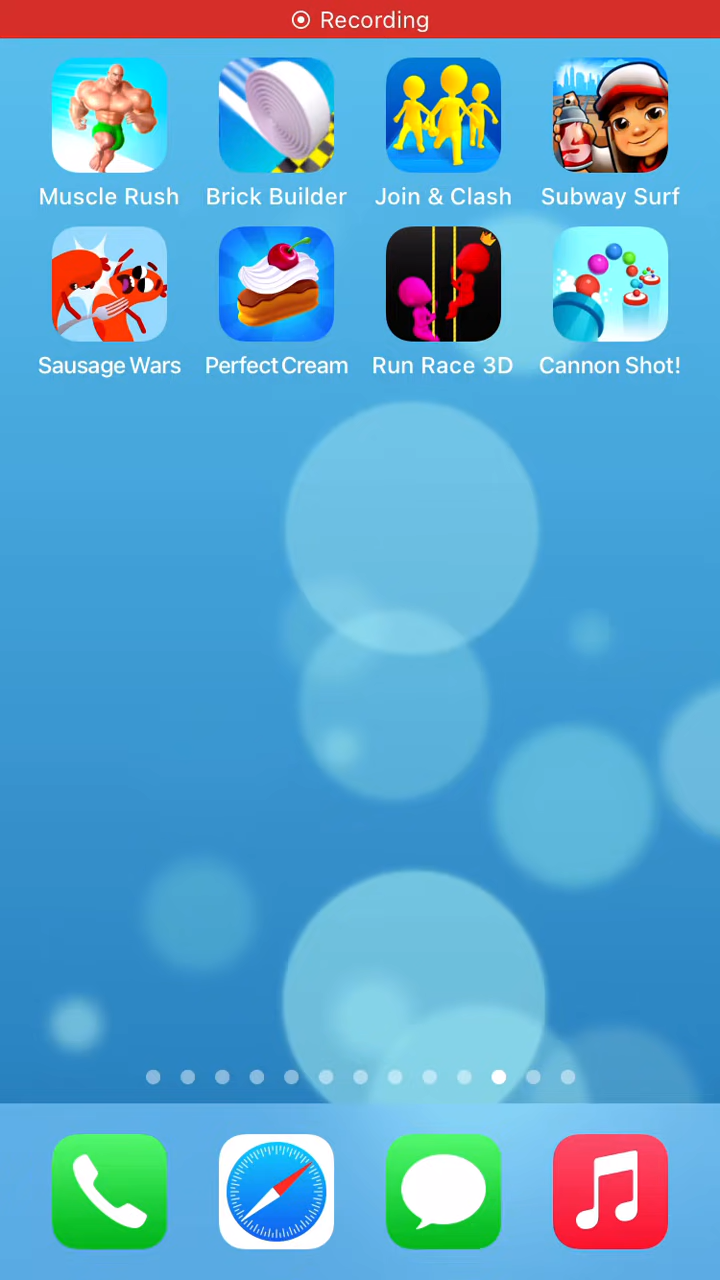 Recording
Muscle Rush
Brick Builder
Join & Clash
Subway Surf
Sausage Wars
Perfect Cream
Run Race 3D
Cannon Shot!